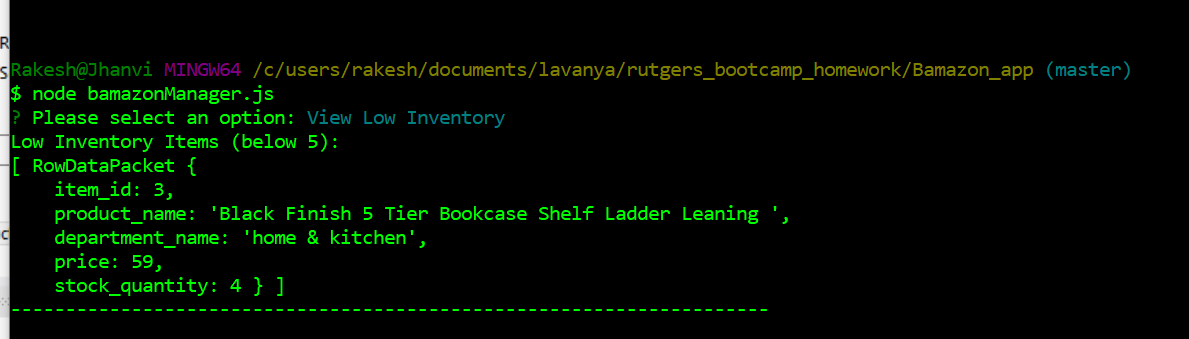 R
S
Rakesh@Jhanvi MINGW64 /c/users/rakesh/documents/lavanya/rutgers_bootcamp_homework/Bamazon_app (master)
$ node bamazonManager.js
? Please select an option: View Low Inventory
Low Inventory Items (below 5):
[ RowDataPacket {
    item_id: 3,
    product_name: 'Black Finish 5 Tier Bookcase Shelf Ladder Leaning ',
    department_name: 'home & kitchen',
    price: 59,
    stock_quantity: 4 } ]
---------------------------------------------------------------------